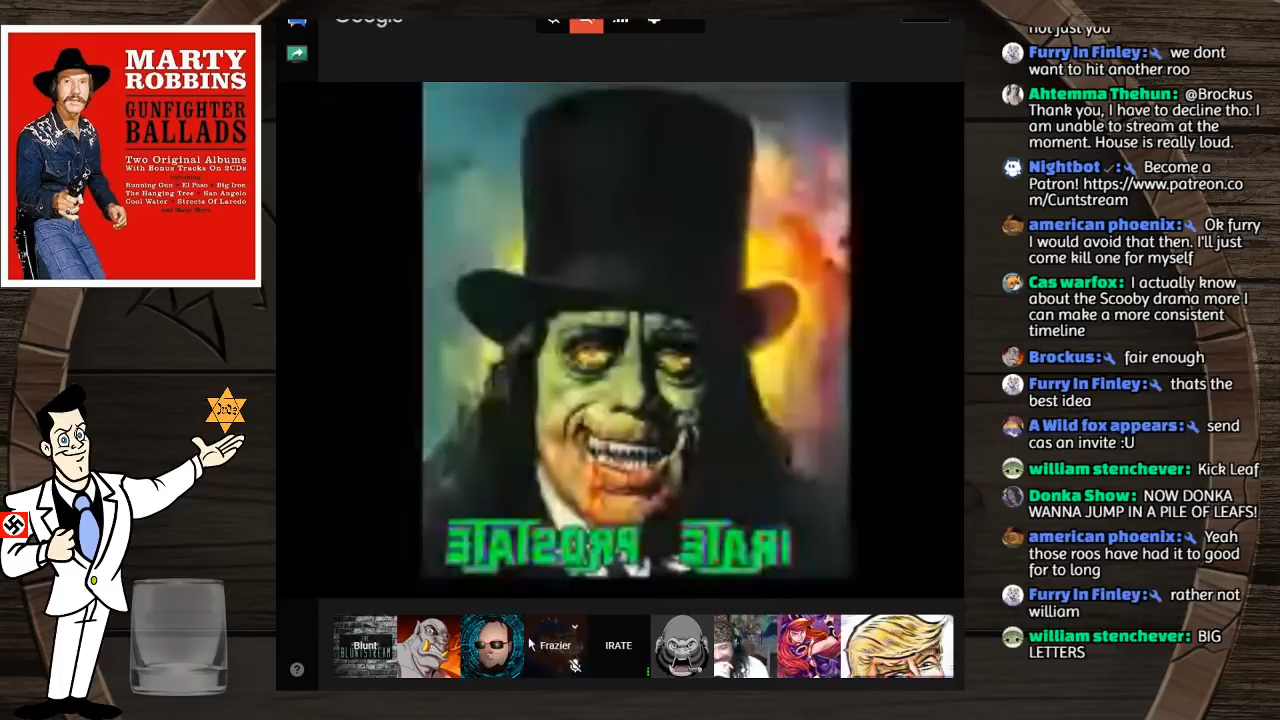 MARTY
ROBBINS
GUNFIGHTER
BALLADS
Two Original Albums
With Bonus Tracks On 2CDs
Running Gun • El Paso • Big Iron
The Hanging Tree • San Angelo
Cool Water • Streets Of Laredo
and Many More
Jude
Google
IRATE PROSTATE
Blunt
THE
BLUNTSTREAM
Frazier
IRATE
not just you
Furry In Finley: we dont
want to hit another roo
Ahtemma Thehun: @Brockus
Thank you, I have to decline tho. I
am unable to stream at the
moment. House is really loud.
Nightbot ✓: Become a
Patron! https://www.patreon.co
m/Cuntstream
american phoenix: Ok furry
I would avoid that then. I'll just
come kill one for myself
Cas warfox: I actually know
about the Scooby drama more I
can make a more consistent
timeline
Brockus: fair enough
Furry In Finley: thats the
best idea
A Wild fox appears: send
cas an invite :U
william stenchever: Kick Leaf
Donka Show: NOW DONKA
WANNA JUMP IN A PILE OF LEAFS!
american phoenix: Yeah
those roos have had it to good
for to long
Furry In Finley: rather not
william
william stenchever: BIG
LETTERS